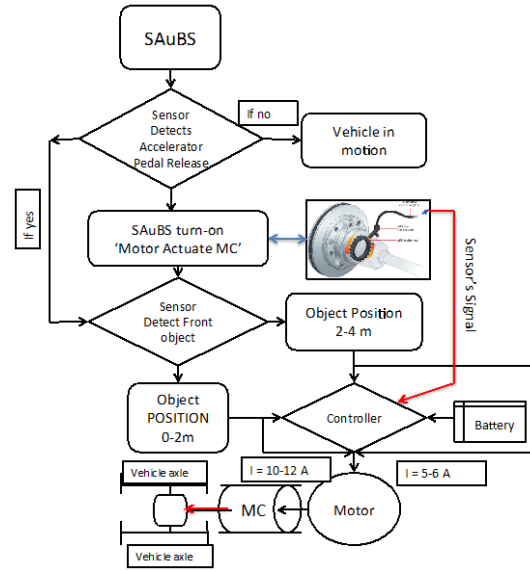 SAuBS
Sensor
Detects
Accelerator
Pedal Release
If no
Vehicle in
motion
If yes
SAuBS turn-on
‘Motor Actuate MC’
Sensor's Signal
Sensor
Detect Front
object
Object Position
2-4 m
Object
POSITION
0-2m
Controller
Battery
Vehicle axle
I = 10-12 A
I = 5-6 A
MC
Motor
Vehicle axle